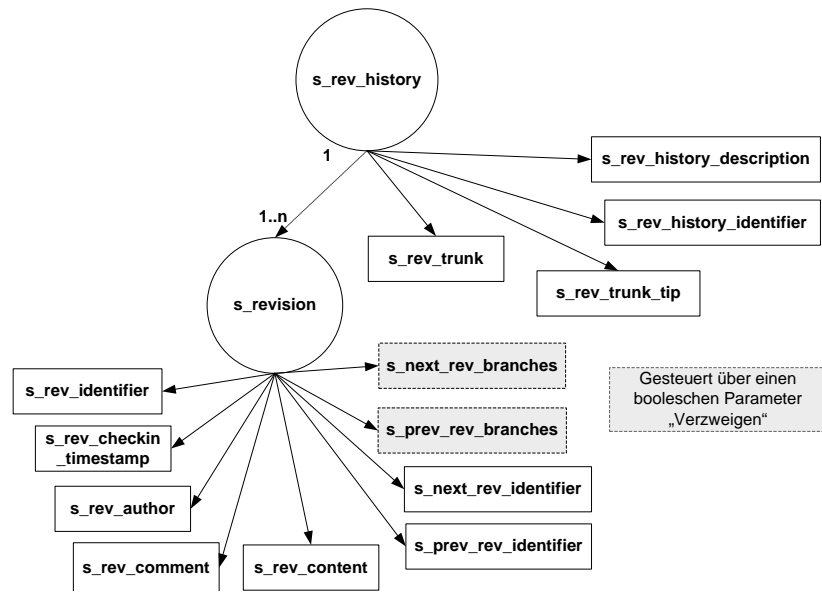 s_rev_history
1
s_rev_history_description
1..n
s_rev_history_identifier
s_rev_trunk
s_rev_trunk_tip
s_revision
s_next_rev_branches
Gesteuert über einen
booleschen Parameter
„Verzweigen“
s_rev_identifier
s_prev_rev_branches
s_rev_checkin
_timestamp
s_next_rev_identifier
s_rev_author
s_prev_rev_identifier
s_rev_comment
s_rev_content